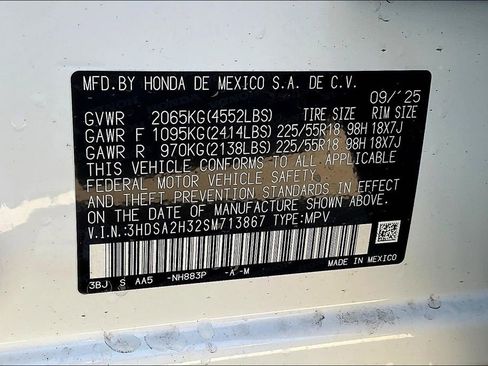 MFD. BY HONDA DE MEXICO S.A. DE C.V.
09/´25
GVWR 2065KG(4552LBS) TIRE SIZE RIM SIZE
GAWR F 1095KG(2414LBS) 225/55R18 98H 18X7J
GAWR R 970KG(2138LBS) 225/55R18 98H 18X7J
THIS VEHICLE CONFORMS TO ALL APPLICABLE
FEDERAL MOTOR VEHICLE SAFETY
AND THEFT PREVENTION STANDARDS IN EFFECT
ON THE DATE OF MANUFACTURE SHOWN ABOVE.
V.I.N.:3HDSA2H32SM713867 TYPE:MPV
3BJ S AA5 -NH883P -A -M
MADE IN MEXICO